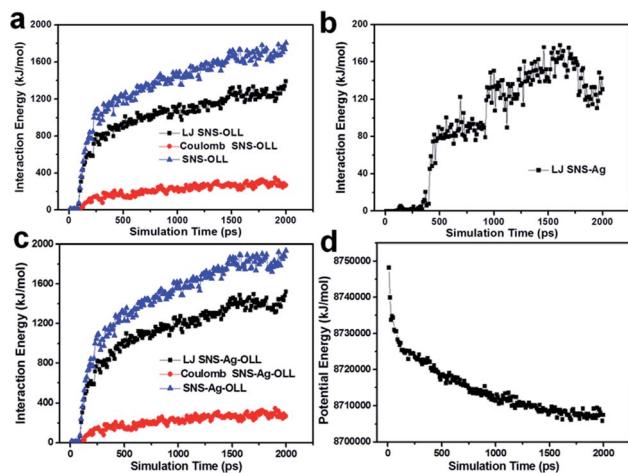 a
Interaction Energy (kJ/mol)
2000
1600
1200
800
400
0
LJ SNS-OLL
Coulomb SNS-OLL
SNS-OLL
0 500 1000 1500 2000
Simulation Time (ps)
b
Interaction Energy (kJ/mol)
200
150
100
50
0
LJ SNS-Ag
0 500 1000 1500 2000
Simulation Time (ps)
c
Interaction Energy (kJ/mol)
2000
1600
1200
800
400
0
LJ SNS-Ag-OLL
Coulomb SNS-Ag-OLL
SNS-Ag-OLL
0 500 1000 1500 2000
Simulation Time (ps)
d
Potential Energy (kJ/mol)
8750000
8740000
8730000
8720000
8710000
8700000
0 500 1000 1500 2000
Simulation Time (ps)